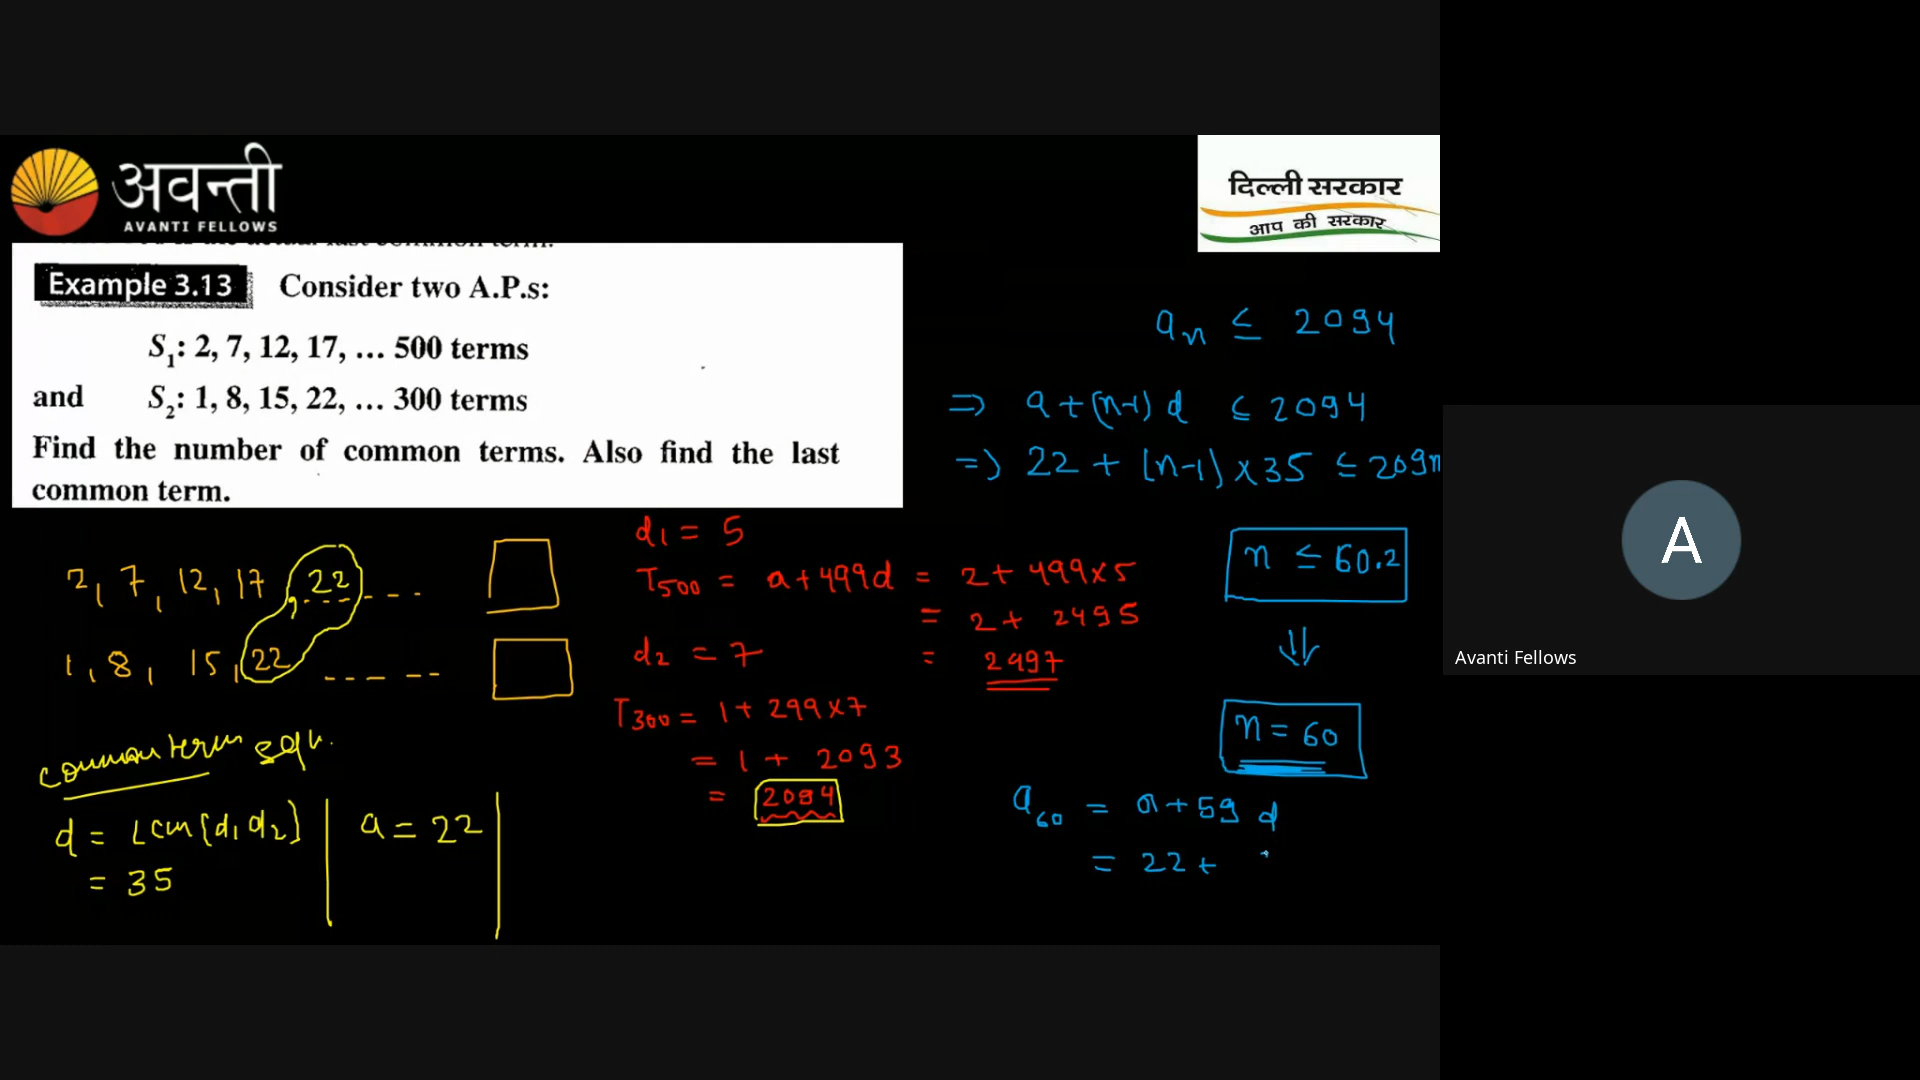 अवन्ती
AVANTI FELLOWS
दिल्ली सरकार
आप की सरकार
Example 3.13 Consider two A.P.s:
S₁: 2, 7, 12, 17, ... 500 terms
and S₂: 1, 8, 15, 22, ... 300 terms
Find the number of common terms. Also find the last
common term.
2, 7, 12, 17, 22, ---
1, 8, 15, 22 --- --
common term sqn.
d = Lcm(d₁ d₂)
= 35
a = 22
d₁ = 5
T₅₀₀ = a+499d = 2+ 499×5
= 2+ 2495
= 2497
d₂ = 7
T₃₀₀ = 1+ 299×7
= 1 + 2093
= 2094
aₙ ≤ 2094
⇒ a+(n-1) d ≤ 2094
⇒ 22 + (n-1) × 35 ≤ 209
n ≤ 60.2
⇓
n = 60
a₆₀ = a+59 d
= 22 +
A
Avanti Fellows